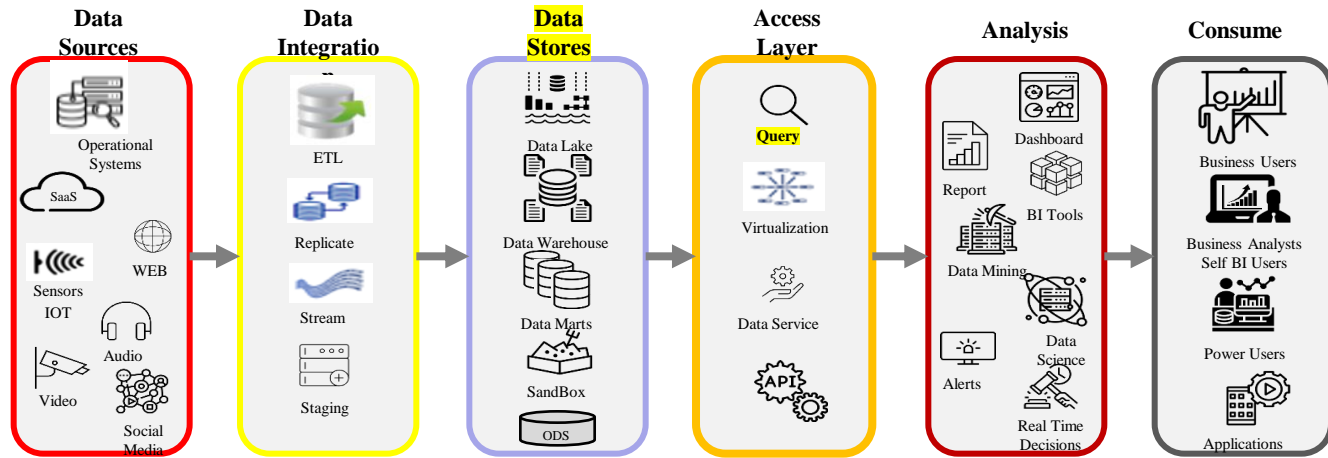 Data
Sources
Operational
Systems
SaaS
WEB
Sensors
IOT
Audio
Video
Social
Media
Data
Integratio
n
ETL
Replicate
Stream
Staging
Data
Stores
Data Lake
Data Warehouse
Data Marts
SandBox
ODS
Access
Layer
Query
Virtualization
Data Service
API
Analysis
Dashboard
Report
BI Tools
Data Mining
Data
Science
Alerts
Real Time
Decisions
Consume
Business Users
Business Analysts
Self BI Users
Power Users
Applications